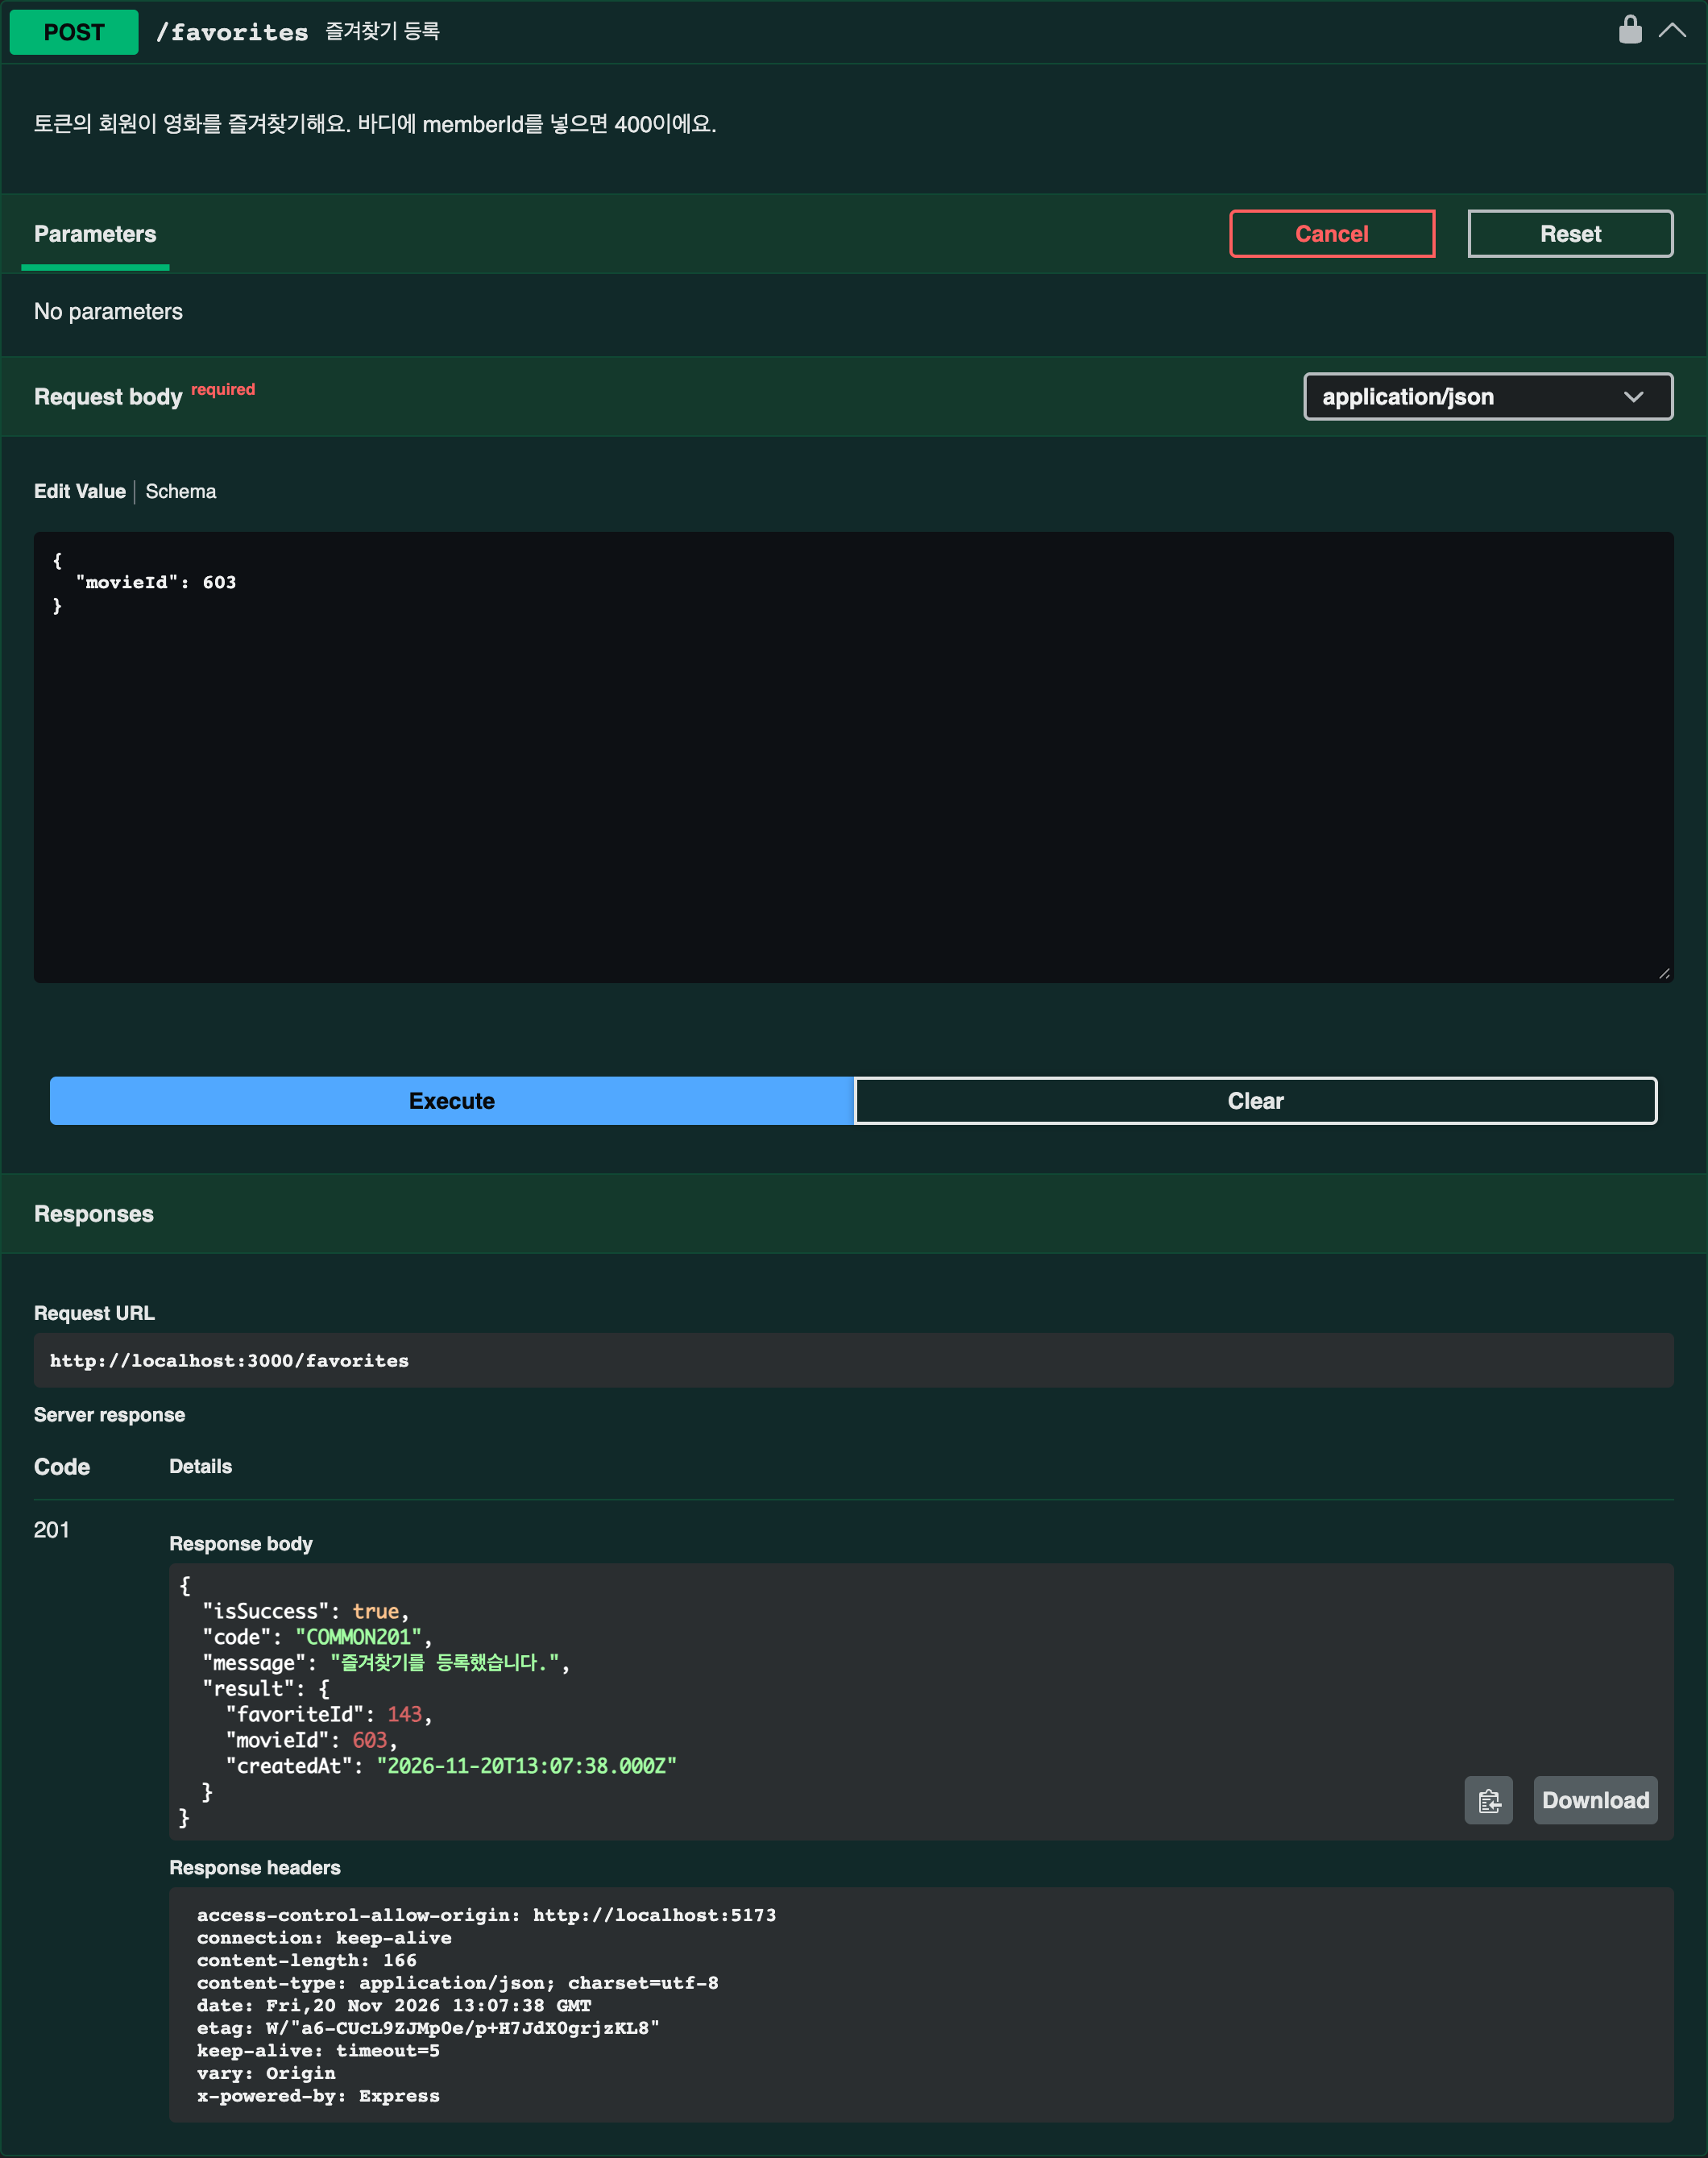 POST /favorites 즐겨찾기 등록
토큰의 회원이 영화를 즐겨찾기해요. 바디에 memberId를 넣으면 400이에요.
Parameters
Cancel
Reset
No parameters
Request body required
application/json
Edit Value | Schema
{
  "movieId": 603
}
Execute
Clear
Responses
Request URL
http://localhost:3000/favorites
Server response
Code Details
201
Response body
{
  "isSuccess": true,
  "code": "COMMON201",
  "message": "즐겨찾기를 등록했습니다.",
  "result": {
    "favoriteId": 143,
    "movieId": 603,
    "createdAt": "2026-11-20T13:07:38.000Z"
  }
}
Download
Response headers
access-control-allow-origin: http://localhost:5173
connection: keep-alive
content-length: 166
content-type: application/json; charset=utf-8
date: Fri,20 Nov 2026 13:07:38 GMT
etag: W/"a6-CUcL9ZJMp0e/p+H7JdX0grjzKL8"
keep-alive: timeout=5
vary: Origin
x-powered-by: Express